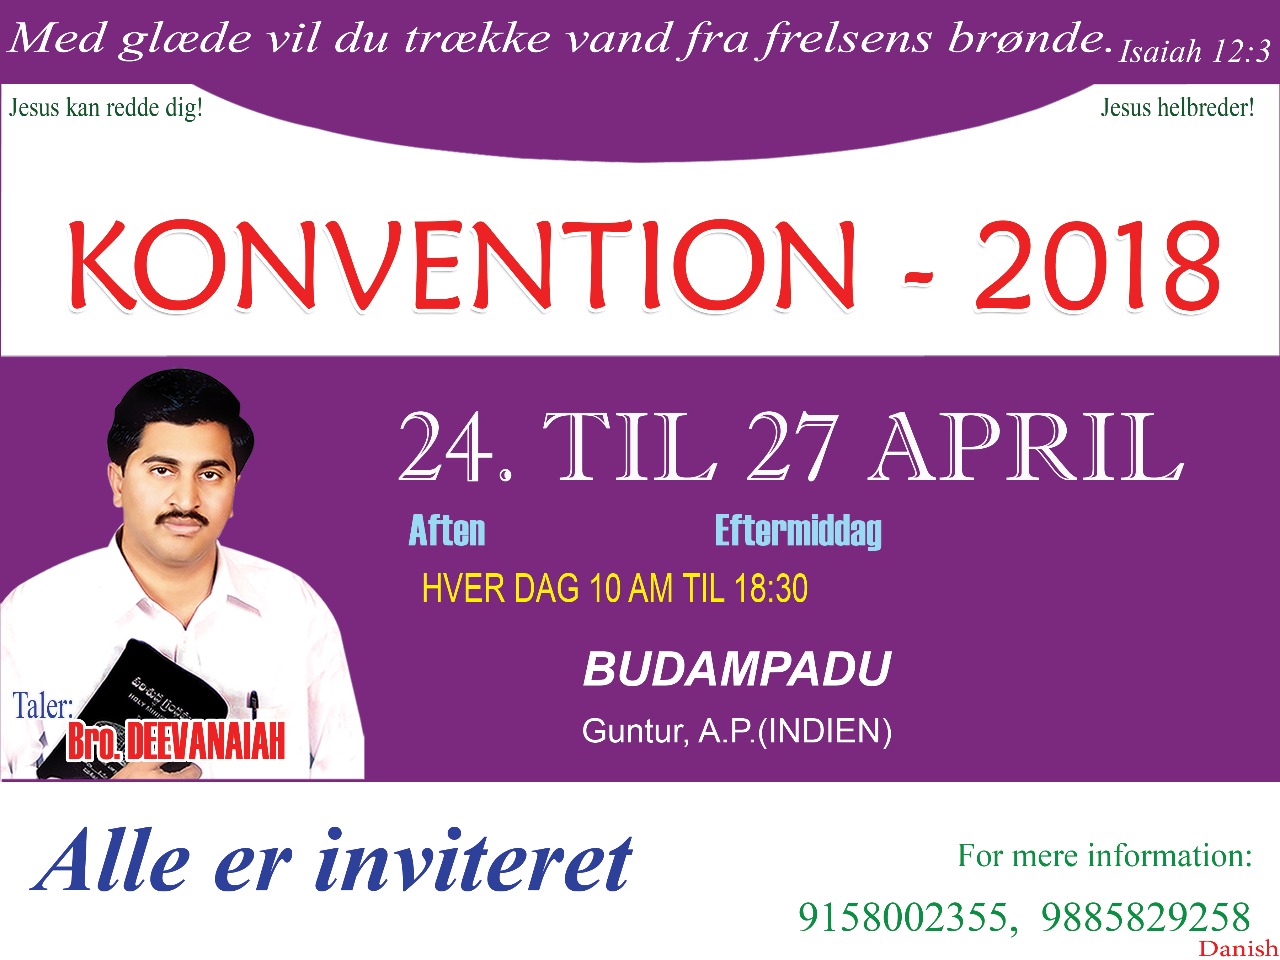 Med glæde vil du trække vand fra frelsens brønde. Isaiah 12:3
Jesus kan redde dig!
Jesus helbreder!
KONVENTION - 2018
24. TIL 27 APRIL
Aften Eftermiddag
HVER DAG 10 AM TIL 18:30
BUDAMPADU
Guntur, A.P.(INDIEN)
Taler:
Bro. DEEVANAIAH
Alle er inviteret
For mere information:
9158002355, 9885829258
Danish